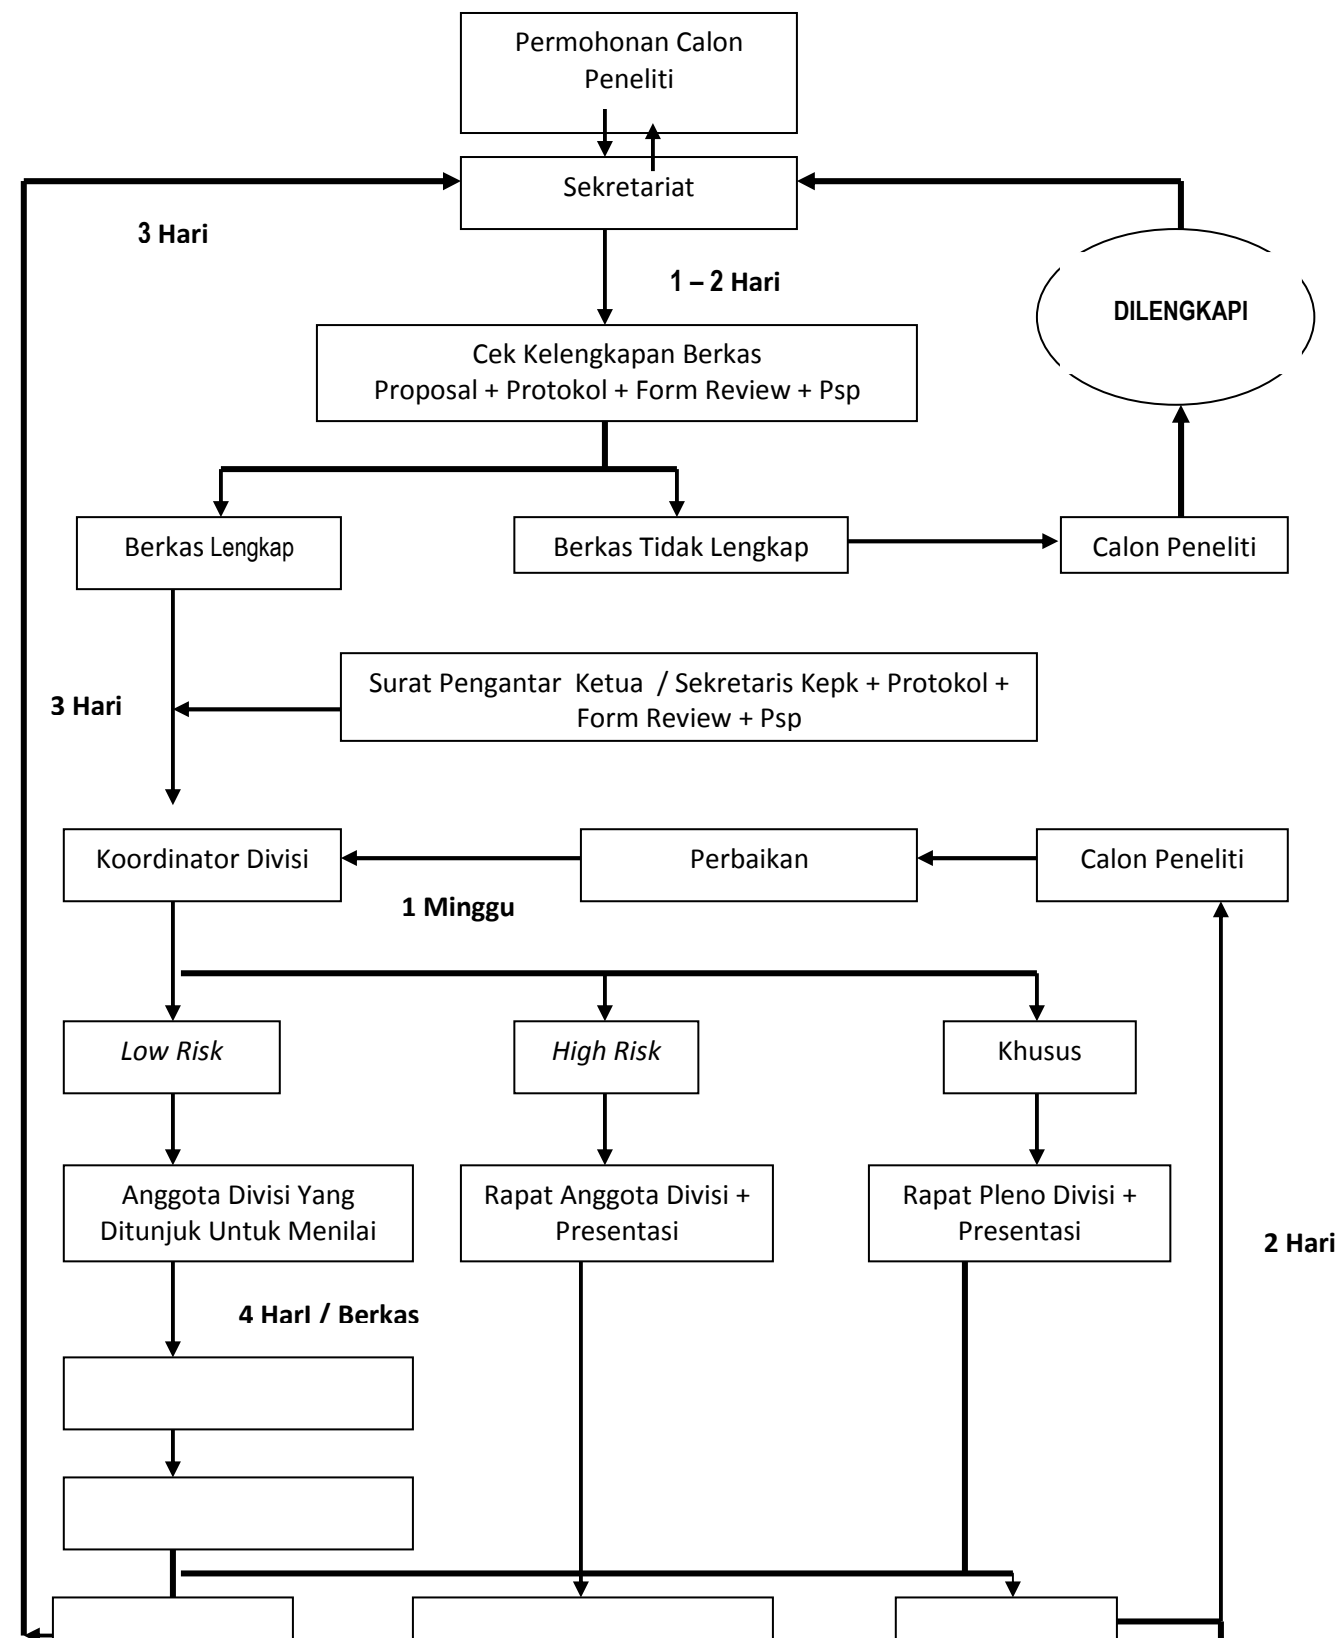 Permohonan Calon
Peneliti
Sekretariat
3 Hari
1 – 2 Hari
DILENGKAPI
Cek Kelengkapan Berkas
Proposal + Protokol + Form Review + Psp
Berkas Lengkap
Berkas Tidak Lengkap
Calon Peneliti
Surat Pengantar Ketua / Sekretaris Kepk + Protokol +
Form Review + Psp
3 Hari
Koordinator Divisi
Perbaikan
Calon Peneliti
1 Minggu
Low Risk
High Risk
Khusus
Anggota Divisi Yang
Ditunjuk Untuk Menilai
Rapat Anggota Divisi +
Presentasi
Rapat Pleno Divisi +
Presentasi
2 Hari
4 HarI / Berkas